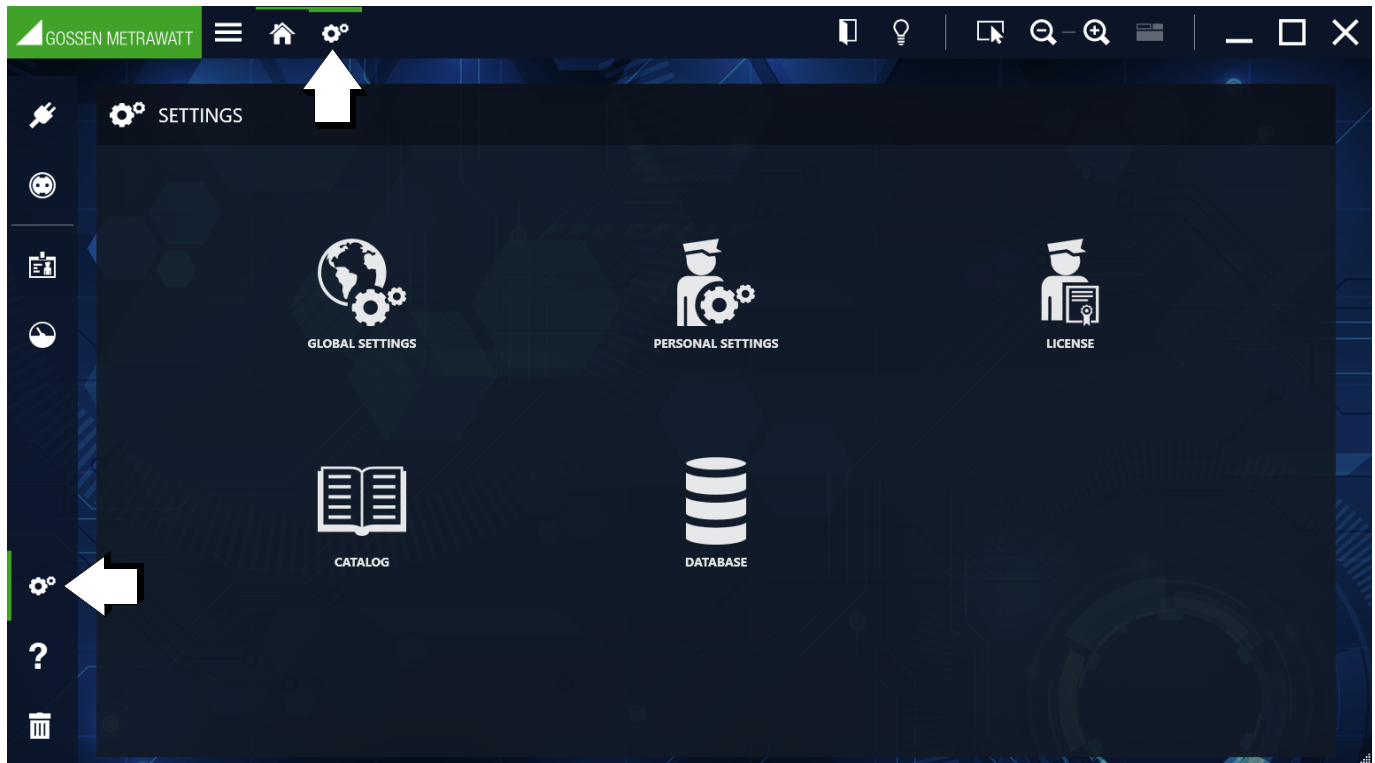 GOSSEN METRAWATT
SETTINGS
GLOBAL SETTINGS
PERSONAL SETTINGS
LICENSE
CATALOG
DATABASE
?